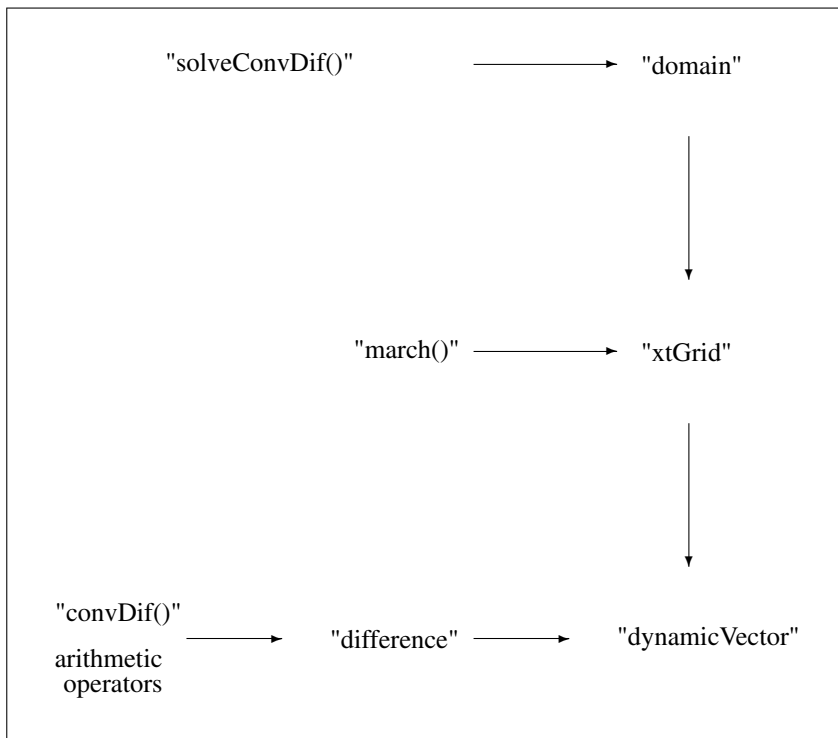 "solveConvDif()"
"domain"
"march()"
"xtGrid"
"convDif()"
arithmetic
operators
"difference"
"dynamicVector"